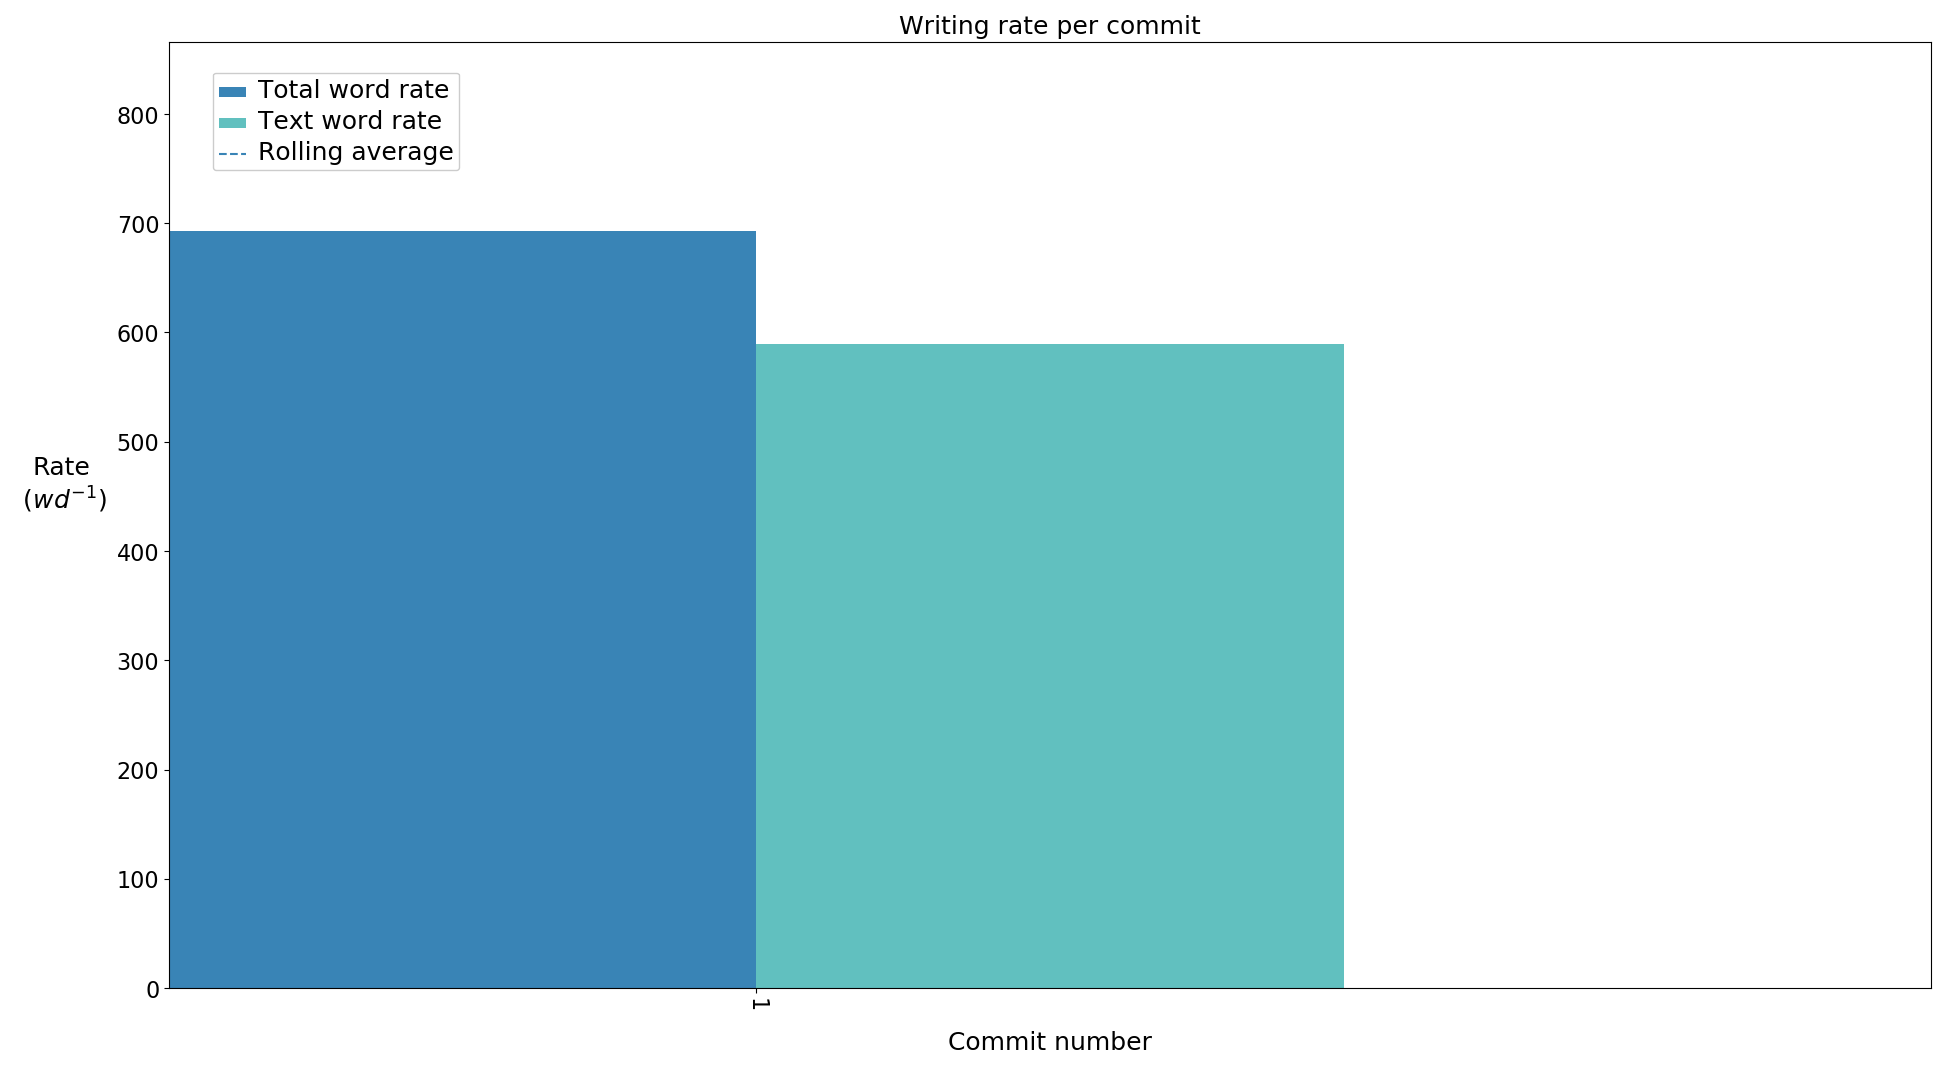 Writing rate per commit
Total word rate
Text word rate
Rolling average
800
700
600
500
400
300
200
100
0
Rate
(wd⁻¹)
1
Commit number